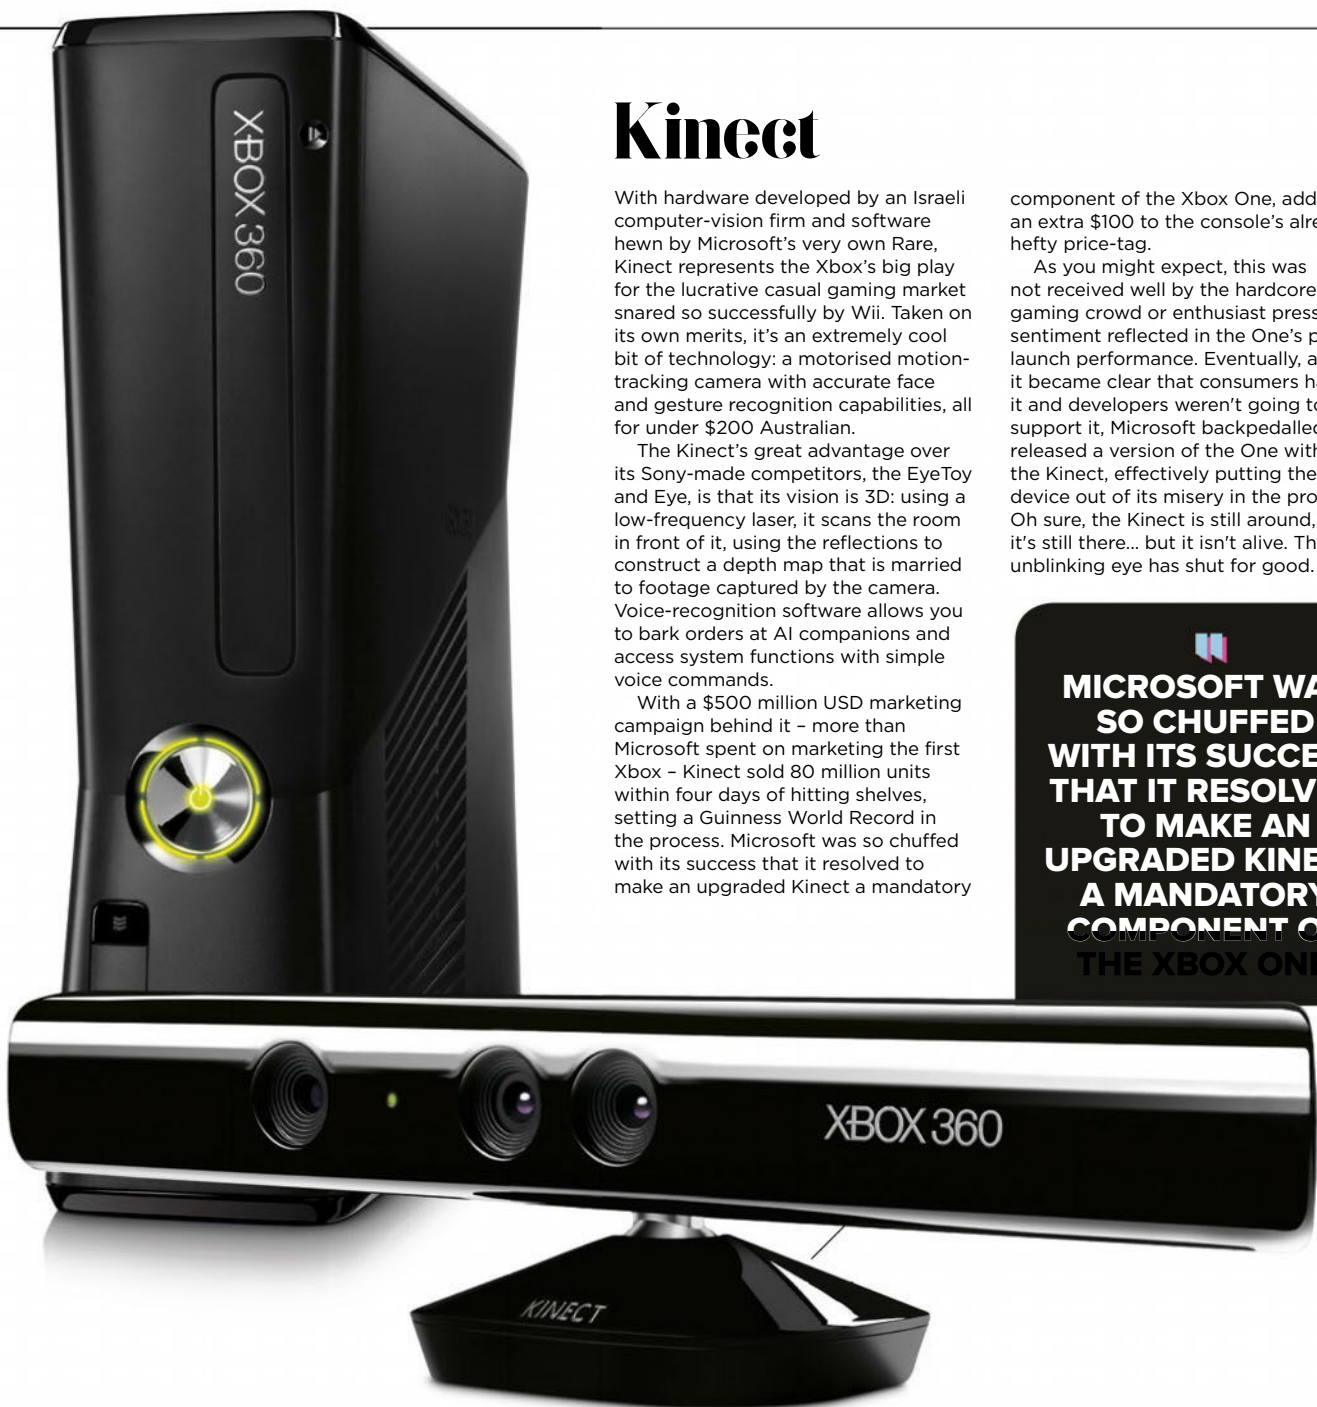 XBOX 360
Kinect
With hardware developed by an Israeli
computer-vision firm and software
hewn by Microsoft’s very own Rare,
Kinect represents the Xbox’s big play
for the lucrative casual gaming market
snared so successfully by Wii. Taken on
its own merits, it’s an extremely cool
bit of technology: a motorised motion-
tracking camera with accurate face
and gesture recognition capabilities, all
for under $200 Australian.
The Kinect’s great advantage over
its Sony-made competitors, the EyeToy
and Eye, is that its vision is 3D: using a
low-frequency laser, it scans the room
in front of it, using the reflections to
construct a depth map that is married
to footage captured by the camera.
Voice-recognition software allows you
to bark orders at AI companions and
access system functions with simple
voice commands.
With a $500 million USD marketing
campaign behind it – more than
Microsoft spent on marketing the first
Xbox – Kinect sold 80 million units
within four days of hitting shelves,
setting a Guinness World Record in
the process. Microsoft was so chuffed
with its success that it resolved to
make an upgraded Kinect a mandatory
component of the Xbox One, add
an extra $100 to the console’s alre
hefty price-tag.
As you might expect, this was
not received well by the hardcore
gaming crowd or enthusiast press
sentiment reflected in the One’s p
launch performance. Eventually, a
it became clear that consumers ha
it and developers weren't going to
support it, Microsoft backpedalled
released a version of the One with
the Kinect, effectively putting the
device out of its misery in the pro
Oh sure, the Kinect is still around,
it's still there... but it isn't alive. Th
unblinking eye has shut for good.
MICROSOFT WA
SO CHUFFED
WITH ITS SUCCE
THAT IT RESOLV
TO MAKE AN
UPGRADED KINE
A MANDATORY
COMPONENT O
THE XBOX ONE
XBOX 360
KINECT